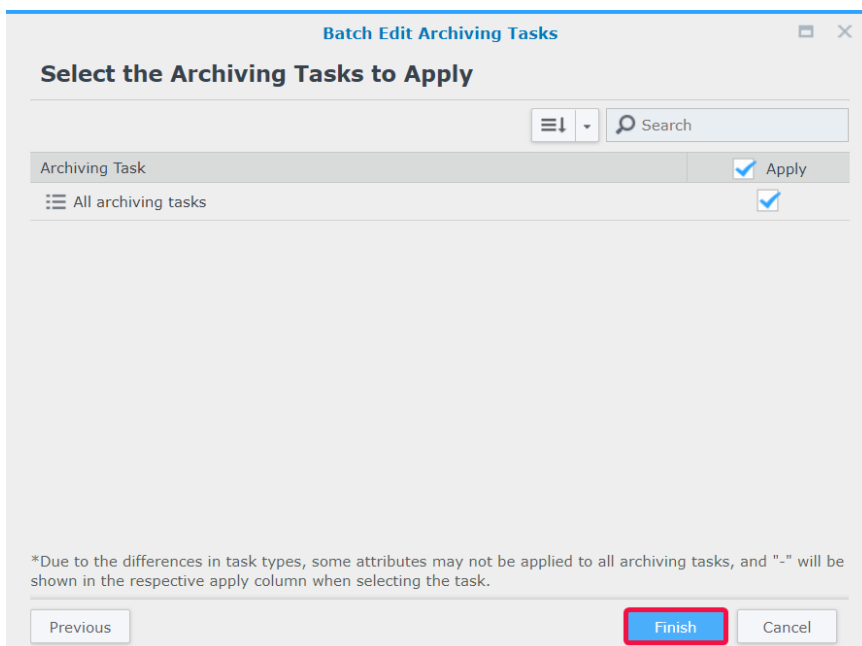 Batch Edit Archiving Tasks
Select the Archiving Tasks to Apply
Search
Archiving Task Apply
All archiving tasks
*Due to the differences in task types, some attributes may not be applied to all archiving tasks, and "-" will be
shown in the respective apply column when selecting the task.
Previous Finish Cancel